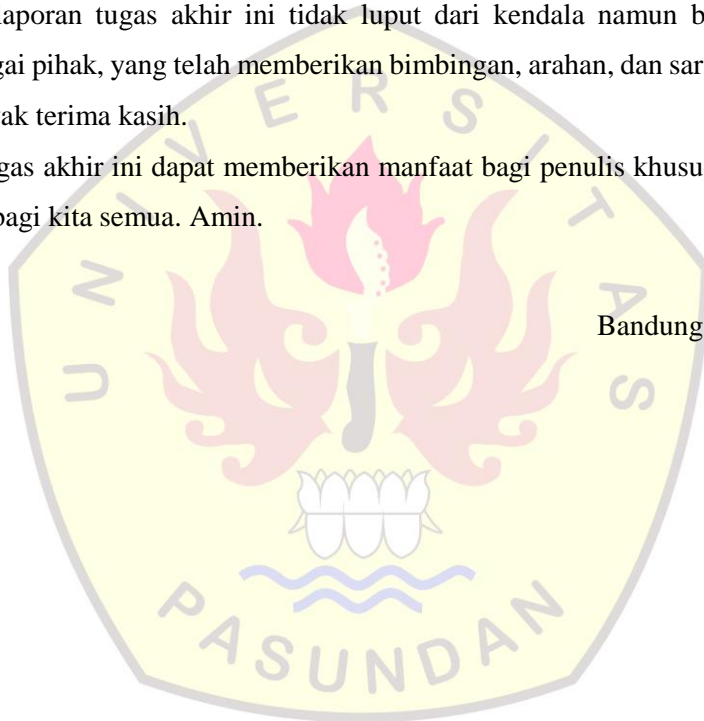 laporan tugas akhir ini tidak luput dari kendala namun b
gai pihak, yang telah memberikan bimbingan, arahan, dan sar
ak terima kasih.
gas akhir ini dapat memberikan manfaat bagi penulis khusu
bagi kita semua. Amin.
Bandung
UNIVERSITAS
PASUNDAN